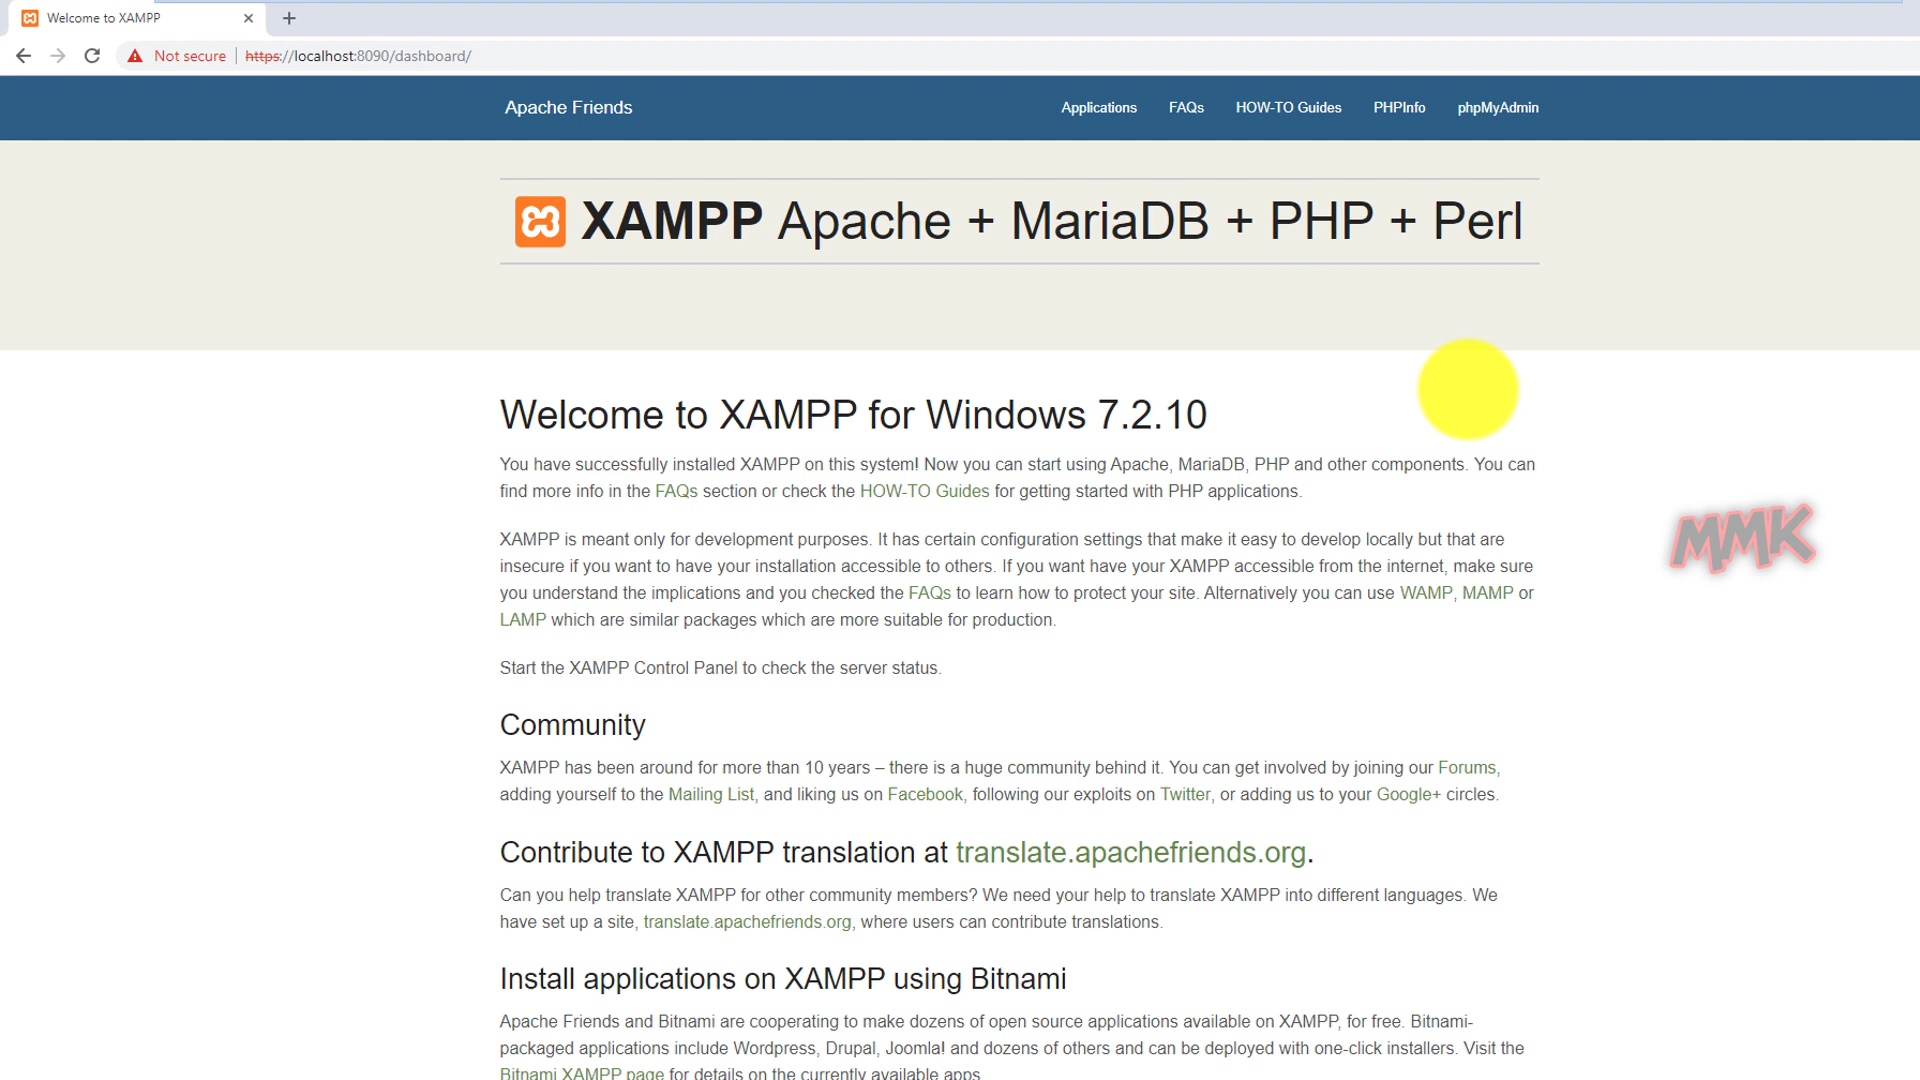 Welcome to XAMPP
Not secure https://localhost:8090/dashboard/
Apache Friends Applications FAQs HOW-TO Guides PHPInfo phpMyAdmin
XAMPP Apache + MariaDB + PHP + Perl
Welcome to XAMPP for Windows 7.2.10
You have successfully installed XAMPP on this system! Now you can start using Apache, MariaDB, PHP and other components. You can
find more info in the FAQs section or check the HOW-TO Guides for getting started with PHP applications.
XAMPP is meant only for development purposes. It has certain configuration settings that make it easy to develop locally but that are
insecure if you want to have your installation accessible to others. If you want have your XAMPP accessible from the internet, make sure
you understand the implications and you checked the FAQs to learn how to protect your site. Alternatively you can use WAMP, MAMP or
LAMP which are similar packages which are more suitable for production.
MMK
Start the XAMPP Control Panel to check the server status.
Community
XAMPP has been around for more than 10 years – there is a huge community behind it. You can get involved by joining our Forums,
adding yourself to the Mailing List, and liking us on Facebook, following our exploits on Twitter, or adding us to your Google+ circles.
Contribute to XAMPP translation at translate.apachefriends.org.
Can you help translate XAMPP for other community members? We need your help to translate XAMPP into different languages. We
have set up a site, translate.apachefriends.org, where users can contribute translations.
Install applications on XAMPP using Bitnami
Apache Friends and Bitnami are cooperating to make dozens of open source applications available on XAMPP, for free. Bitnami-
packaged applications include Wordpress, Drupal, Joomla! and dozens of others and can be deployed with one-click installers. Visit the
Bitnami XAMPP page for details on the currently available apps.